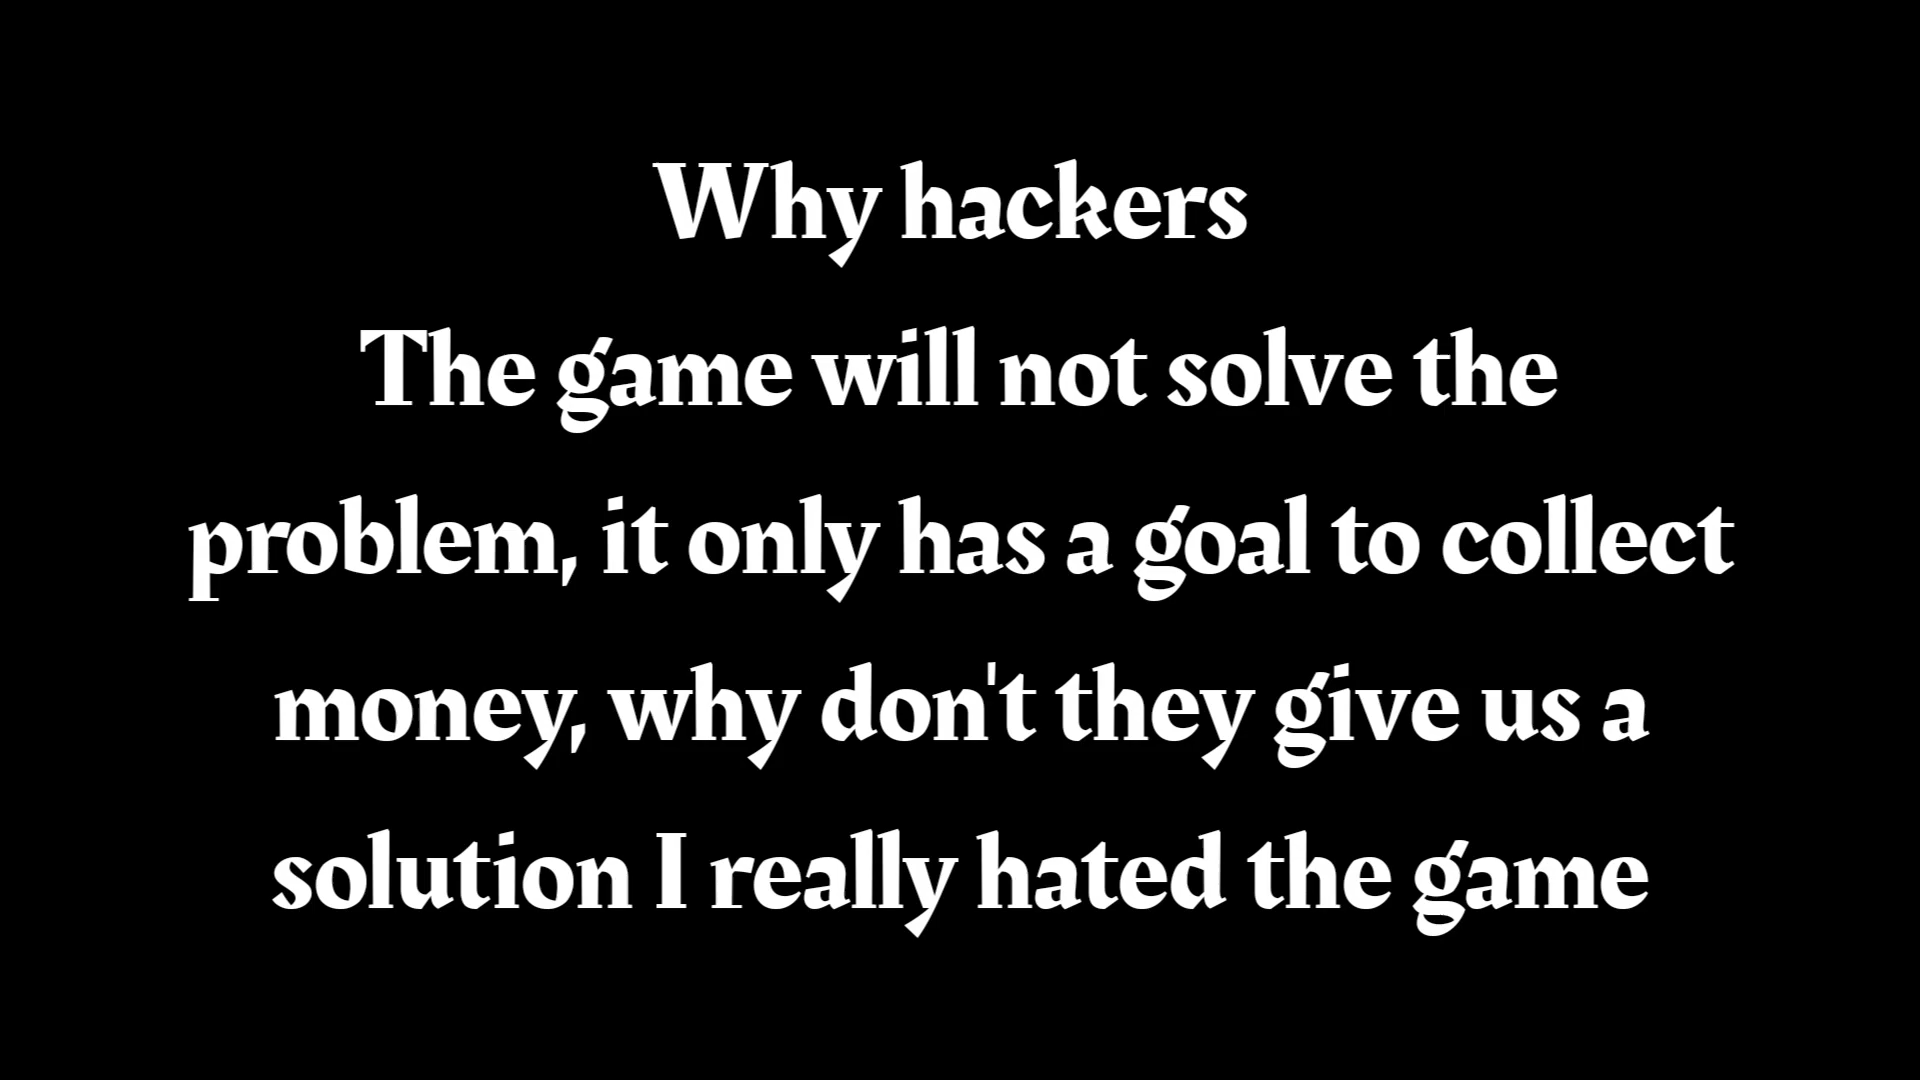 Why hackers
The game will not solve the
problem, it only has a goal to collect
money, why don't they give us a
solution I really hated the game